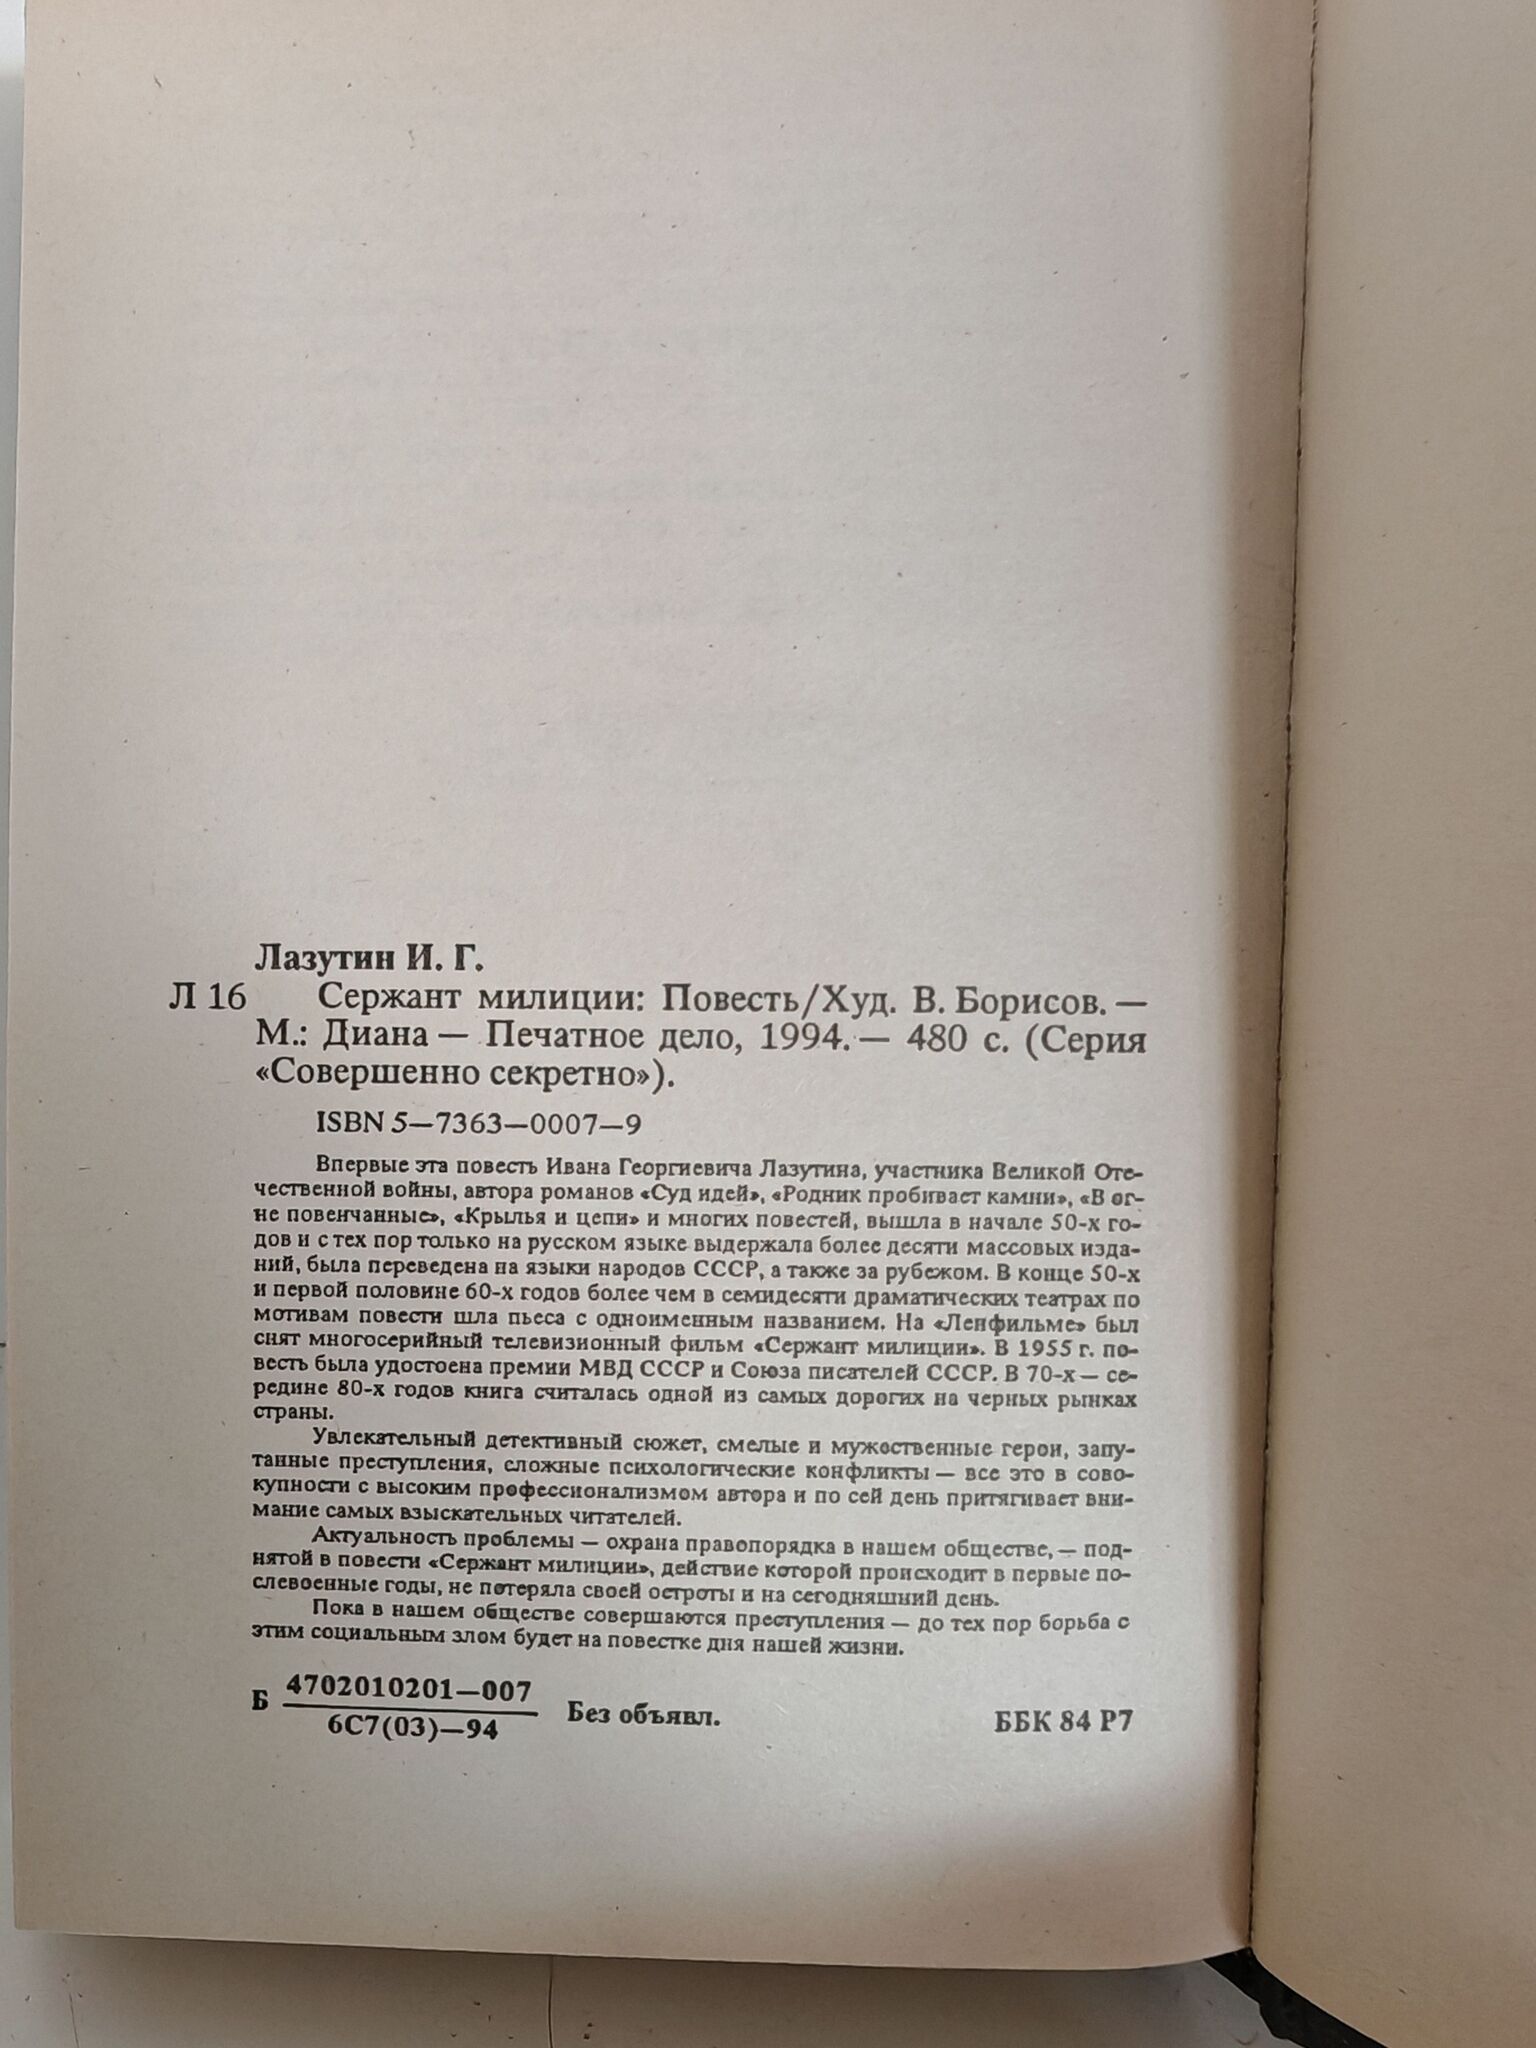 Лазутин И. Г.
Л 16 Сержант милиции: Повесть/Худ. В. Борисов. —
М.: Диана — Печатное дело, 1994. — 480 с. (Серия
«Совершенно секретно»).
ISBN 5—7363—0007—9
Впервые эта повесть Ивана Георгиевича Лазутина, участника Великой Оте-
чественной войны, автора романов «Суд идей», «Родник пробивает камни», «В ог-
не повенчанные», «Крылья и цепи» и многих повестей, вышла в начале 50-х го-
дов и с тех пор только на русском языке выдержала более десяти массовых изда-
ний, была переведена на языки народов СССР, а также за рубежом. В конце 50-х
и первой половине 60-х годов более чем в семидесяти драматических театрах по
мотивам повести шла пьеса с одноименным названием. На «Ленфильме» был
снят многосерийный телевизионный фильм «Сержант милиции». В 1955 г. по-
весть была удостоена премии МВД СССР и Союза писателей СССР. В 70-х — се-
редине 80-х годов книга считалась одной из самых дорогих на черных рынках
страны.
Увлекательный детективный сюжет, смелые и мужественные герои, запу-
танные преступления, сложные психологические конфликты — все это в сово-
купности с высоким профессионализмом автора и по сей день притягивает вни-
мание самых взыскательных читателей.
Актуальность проблемы — охрана правопорядка в нашем обществе, — под-
нятой в повести «Сержант милиции», действие которой происходит в первые по-
слевоенные годы, не потеряла своей остроты и на сегодняшний день.
Пока в нашем обществе совершаются преступления — до тех пор борьба с
этим социальным злом будет на повестке дня нашей жизни.
Б 4702010201—007
6С7(03)—94 Без объявл. ББК 84 Р7